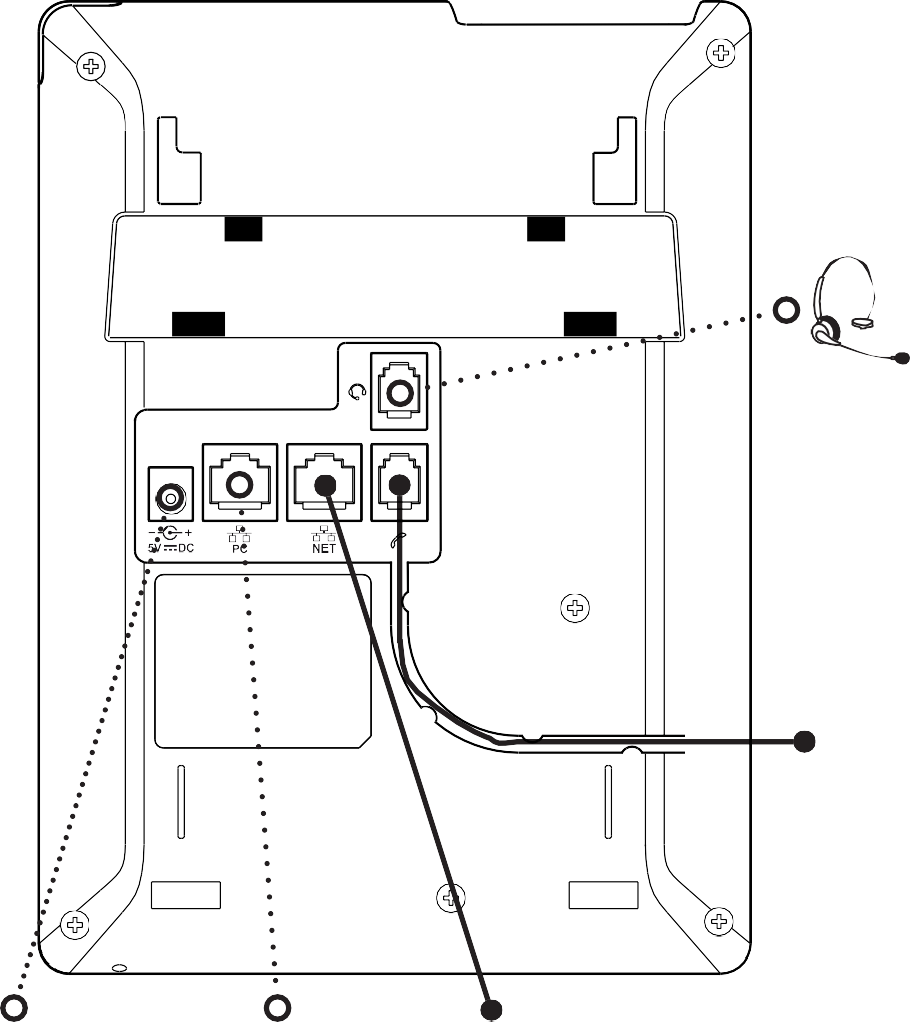 − +
5V ⎓ DC
PC
NET